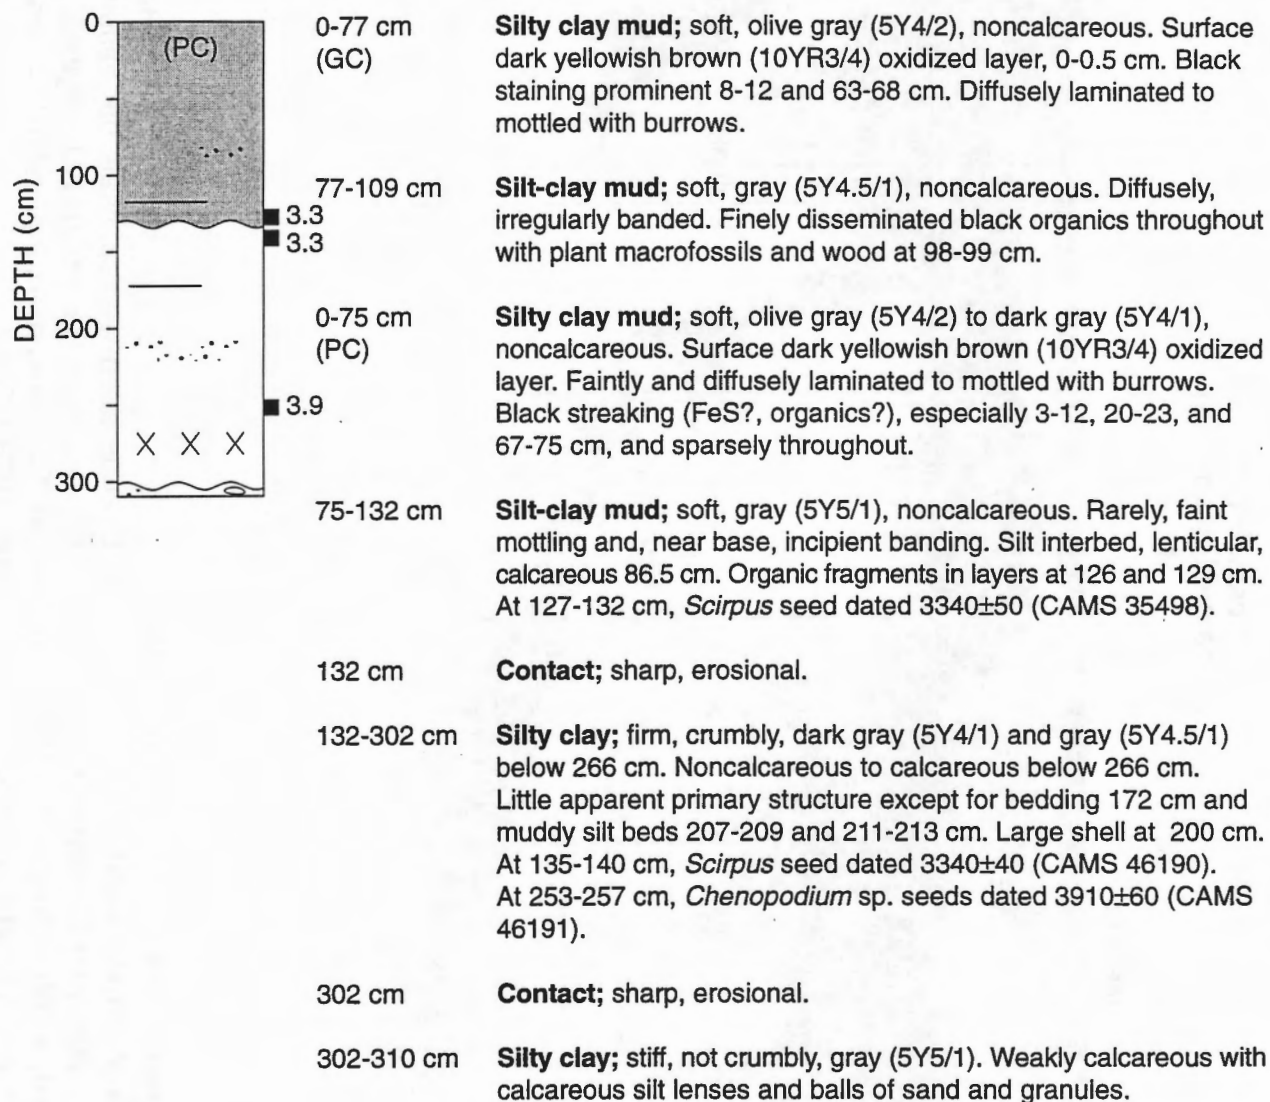 0
100
200
300
DEPTH (cm)
(PC)
3.3
3.3
3.9
X X X
0-77 cm
(GC)
Silty clay mud; soft, olive gray (5Y4/2), noncalcareous. Surface
dark yellowish brown (10YR3/4) oxidized layer, 0-0.5 cm. Black
staining prominent 8-12 and 63-68 cm. Diffusely laminated to
mottled with burrows.
77-109 cm
Silt-clay mud; soft, gray (5Y4.5/1), noncalcareous. Diffusely,
irregularly banded. Finely disseminated black organics throughout
with plant macrofossils and wood at 98-99 cm.
0-75 cm
(PC)
Silty clay mud; soft, olive gray (5Y4/2) to dark gray (5Y4/1),
noncalcareous. Surface dark yellowish brown (10YR3/4) oxidized
layer. Faintly and diffusely laminated to mottled with burrows.
Black streaking (FeS?, organics?), especially 3-12, 20-23, and
67-75 cm, and sparsely throughout.
75-132 cm
Silt-clay mud; soft, gray (5Y5/1), noncalcareous. Rarely, faint
mottling and, near base, incipient banding. Silt interbed, lenticular,
calcareous 86.5 cm. Organic fragments in layers at 126 and 129 cm.
At 127-132 cm, Scirpus seed dated 3340±50 (CAMS 35498).
132 cm
Contact; sharp, erosional.
132-302 cm
Silty clay; firm, crumbly, dark gray (5Y4/1) and gray (5Y4.5/1)
below 266 cm. Noncalcareous to calcareous below 266 cm.
Little apparent primary structure except for bedding 172 cm and
muddy silt beds 207-209 and 211-213 cm. Large shell at 200 cm.
At 135-140 cm, Scirpus seed dated 3340±40 (CAMS 46190).
At 253-257 cm, Chenopodium sp. seeds dated 3910±60 (CAMS
46191).
302 cm
Contact; sharp, erosional.
302-310 cm
Silty clay; stiff, not crumbly, gray (5Y5/1). Weakly calcareous with
calcareous silt lenses and balls of sand and granules.